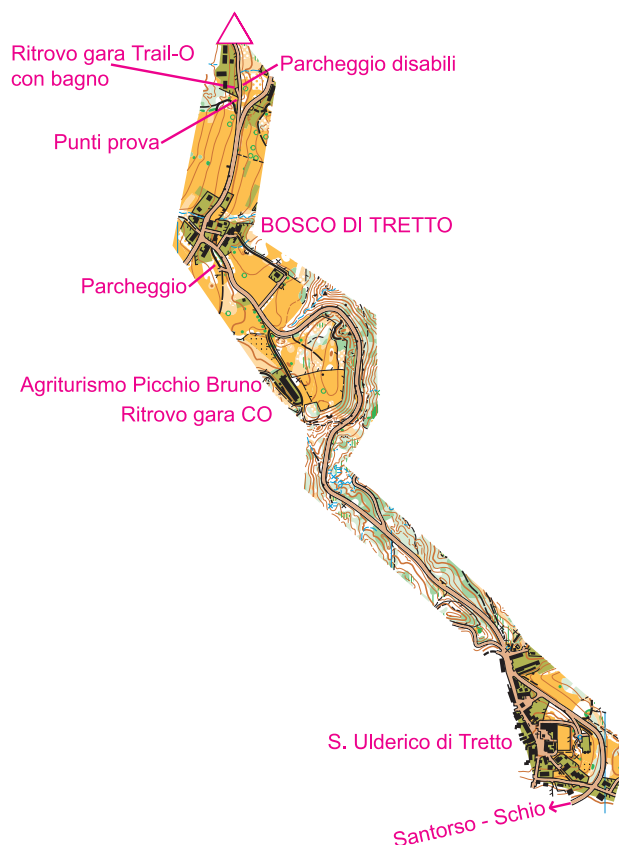 Ritrovo gara Trail-O
con bagno
Parcheggio disabili
Punti prova
BOSCO DI TRETTO
Parcheggio
Agriturismo Picchio Bruno
Ritrovo gara CO
S. Ulderico di Tretto
Santorso - Schio